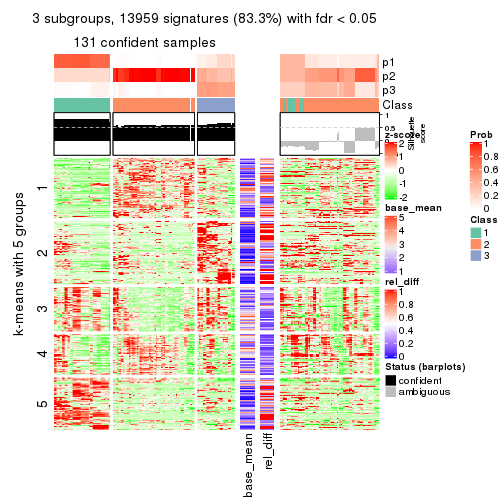 3 subgroups, 13959 signatures (83.3%) with fdr < 0.05
131 confident samples
p1
p2
p3
Class
1
0.5
0
Silhouette
score
z-score
2
1
0
-1
-2
Prob
1
0.8
0.6
0.4
0.2
0
base_mean
5
4
3
2
1
Class
1
2
3
rel_diff
1
0.8
0.6
0.4
0.2
0
Status (barplots)
confident
ambiguous
k-means with 5 groups
1
2
3
4
5
base_mean
rel_diff